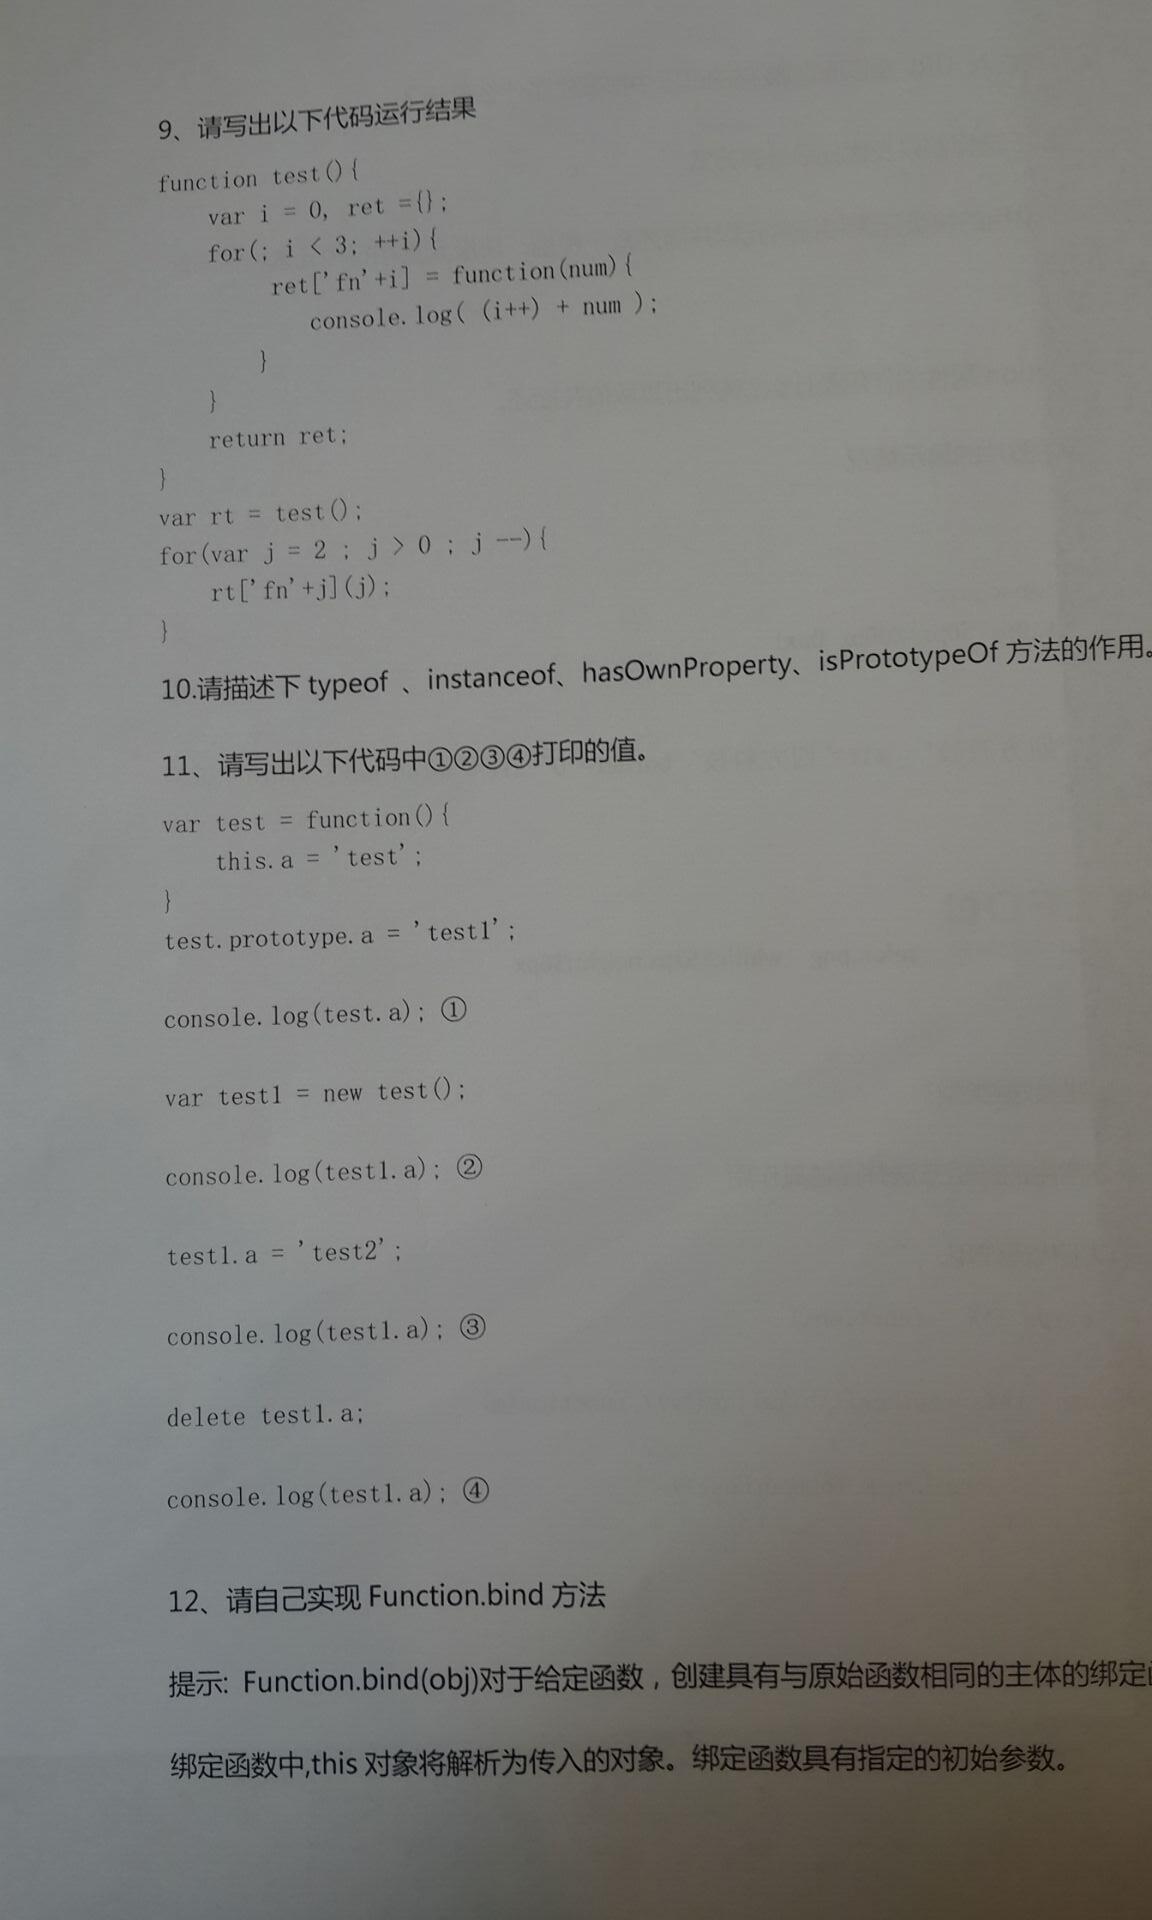 9、请写出以下代码运行结果
function test(){
var i = 0, ret ={};
for(; i < 3; ++i){
ret['fn'+i] = function(num){
console.log( (i++) + num );
}
}
return ret;
}
var rt = test();
for(var j = 2 ; j > 0 ; j --){
rt['fn'+j](j);
}
10.请描述下 typeof 、instanceof、hasOwnProperty、isPrototypeOf 方法的作用。
11、请写出以下代码中①②③④打印的值。
var test = function(){
this.a = 'test';
}
test.prototype.a = 'test1';
console.log(test.a); ①
var test1 = new test();
console.log(test1.a); ②
test1.a = 'test2';
console.log(test1.a); ③
delete test1.a;
console.log(test1.a); ④
12、请自己实现 Function.bind 方法
提示: Function.bind(obj)对于给定函数，创建具有与原始函数相同的主体的绑定
绑定函数中,this 对象将解析为传入的对象。绑定函数具有指定的初始参数。